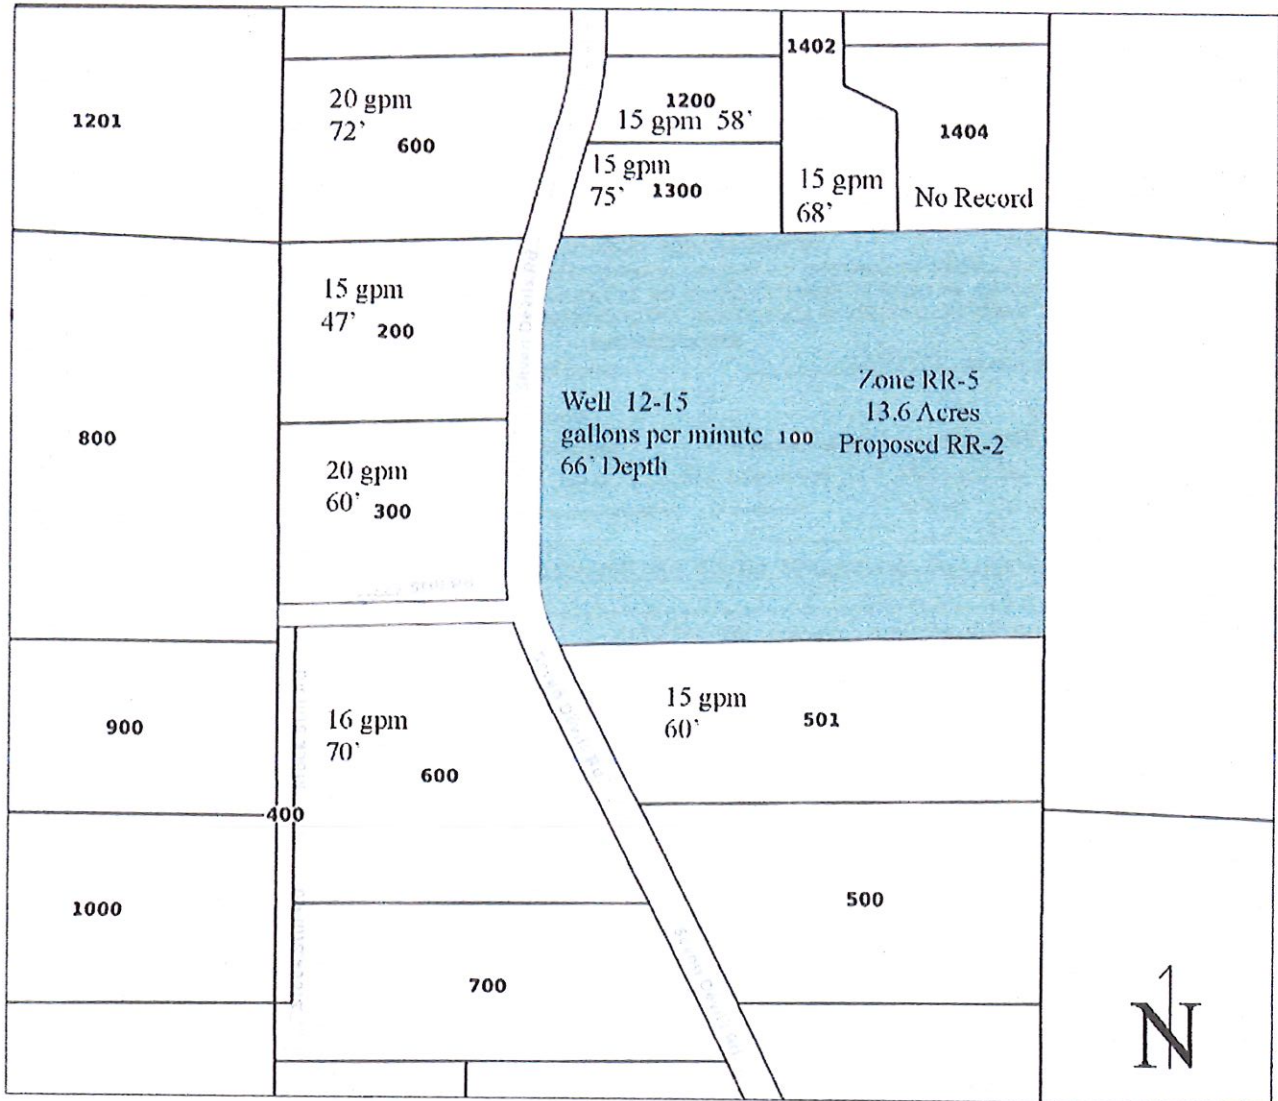 1402
1201
20 gpm
72' 600
1200
15 gpm 58'
1404
15 gpm
75' 1300
15 gpm
68'
No Record
15 gpm
47' 200
Zone RR-5
13.6 Acres
Proposed RR-2
Well 12-15
gallons per minute 100
66' Depth
800
20 gpm
60' 300
15 gpm
60' 501
900
16 gpm
70'
600
400
1000
500
700
N